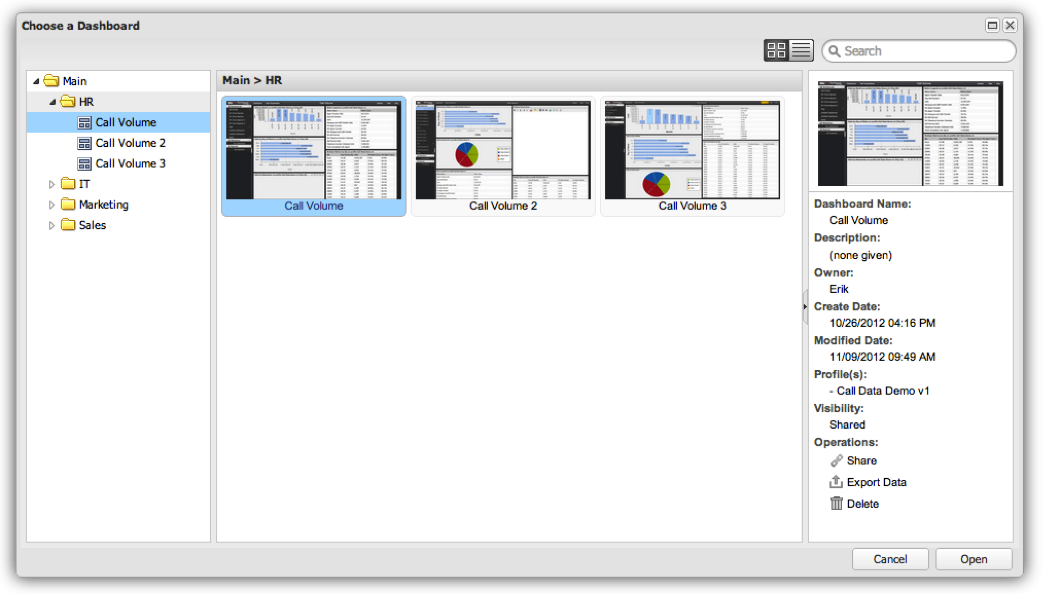 Choose a Dashboard
Search
Main
HR
Call Volume
Call Volume 2
Call Volume 3
IT
Marketing
Sales
Main > HR
Call Volume
Call Volume 2
Call Volume 3
Dashboard Name:
Call Volume
Description:
(none given)
Owner:
Erik
Create Date:
10/26/2012 04:16 PM
Modified Date:
11/09/2012 09:49 AM
Profile(s):
- Call Data Demo v1
Visibility:
Shared
Operations:
Share
Export Data
Delete
Cancel
Open